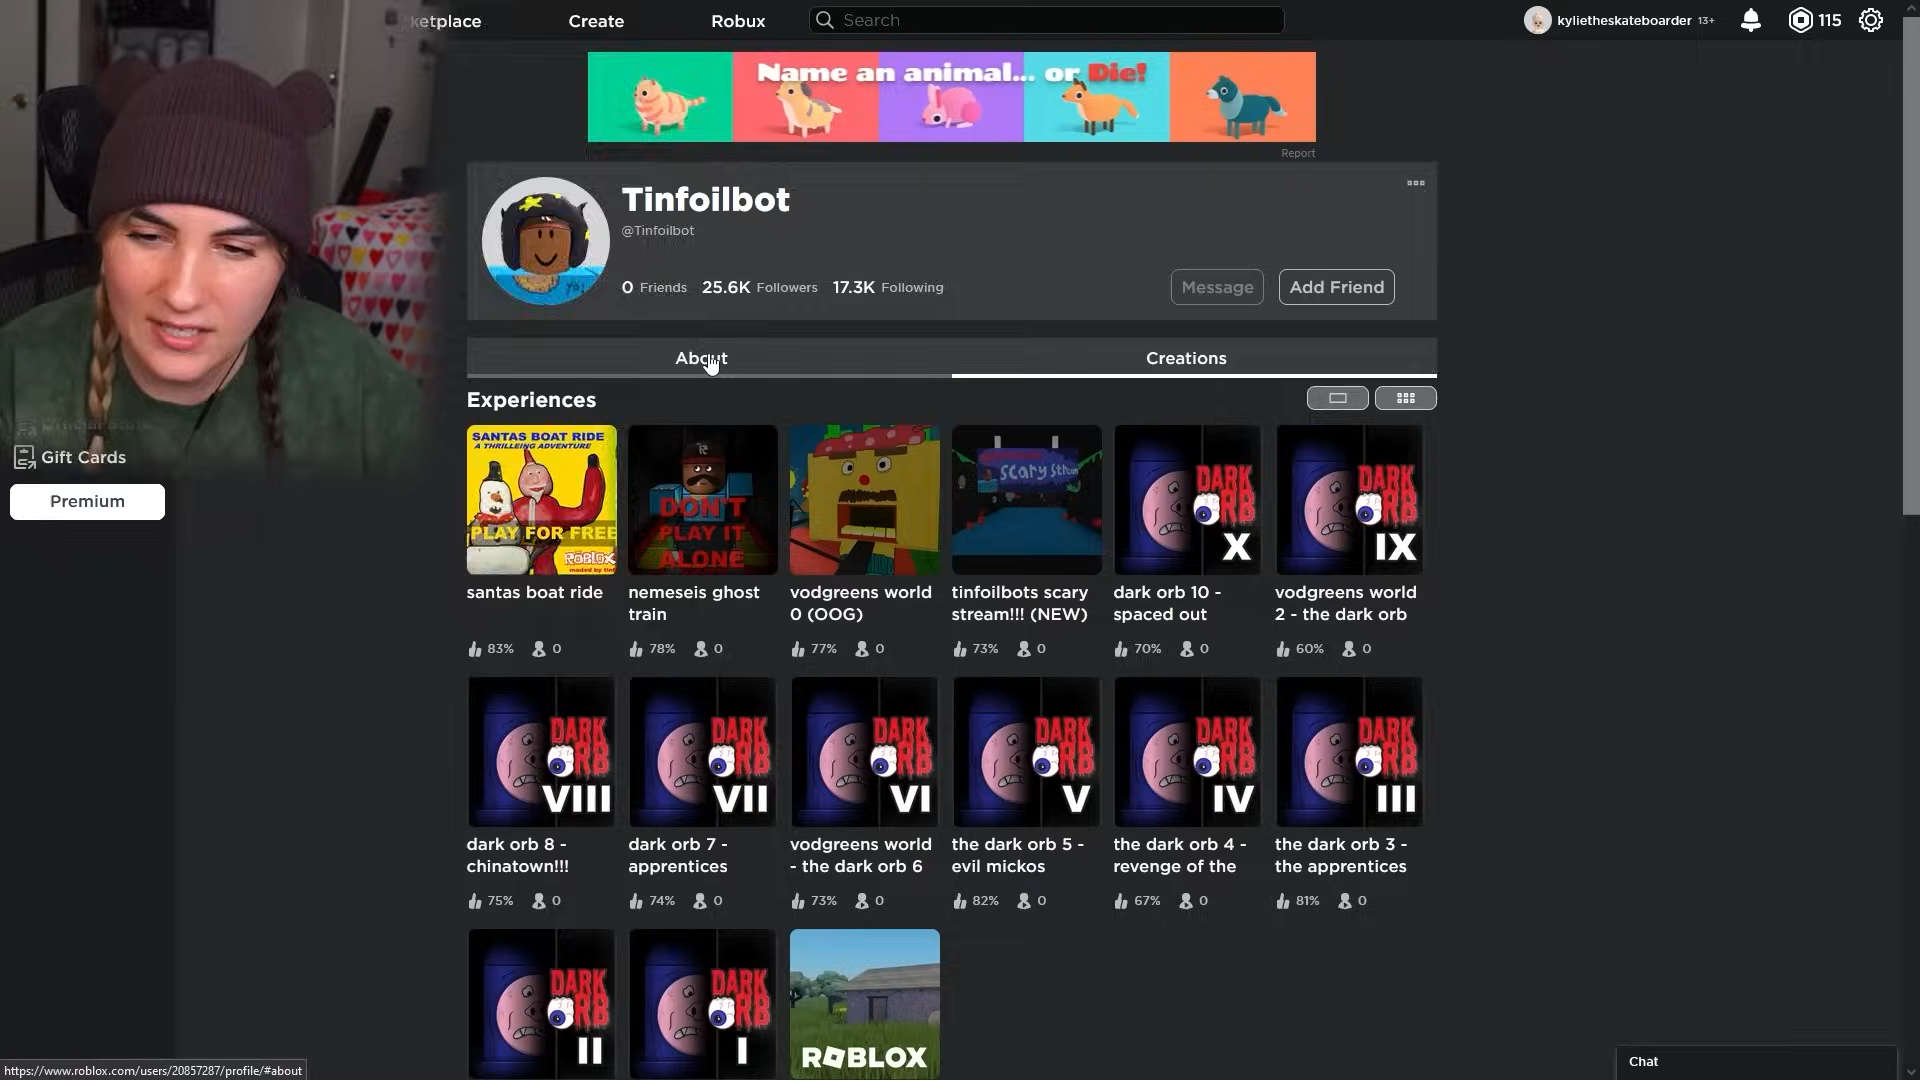 ketplace
Create
Robux
Search
kylietheskateboarder 13+
115
Name an animal... or Die!
Report
Tinfoilbot
@Tinfoilbot
0 Friends 25.6K Followers 17.3K Following
Message
Add Friend
About
Creations
Gift Cards
Premium
Experiences
SANTAS BOAT RIDE
A THRILLEING ADVENTURE
PLAY FOR FREE
ROBLOX
maded by tinf
DON'T
PLAY IT
ALONE
scary stream
DARK ORB
X
DARK ORB
IX
santas boat ride
nemeseis ghost
train
vodgreens world
0 (OOG)
tinfoilbots scary
stream!!! (NEW)
dark orb 10 -
spaced out
vodgreens world
2 - the dark orb
83% 0
78% 0
77% 0
73% 0
70% 0
60% 0
DARK ORB
VIII
DARK ORB
VII
DARK ORB
VI
DARK ORB
V
DARK ORB
IV
DARK ORB
III
dark orb 8 -
chinatown!!!
dark orb 7 -
apprentices
vodgreens world
- the dark orb 6
the dark orb 5 -
evil mickos
the dark orb 4 -
revenge of the
the dark orb 3 -
the apprentices
75% 0
74% 0
73% 0
82% 0
67% 0
81% 0
DARK ORB
II
DARK ORB
I
ROBLOX
Chat
https://www.roblox.com/users/20857287/profile/#about